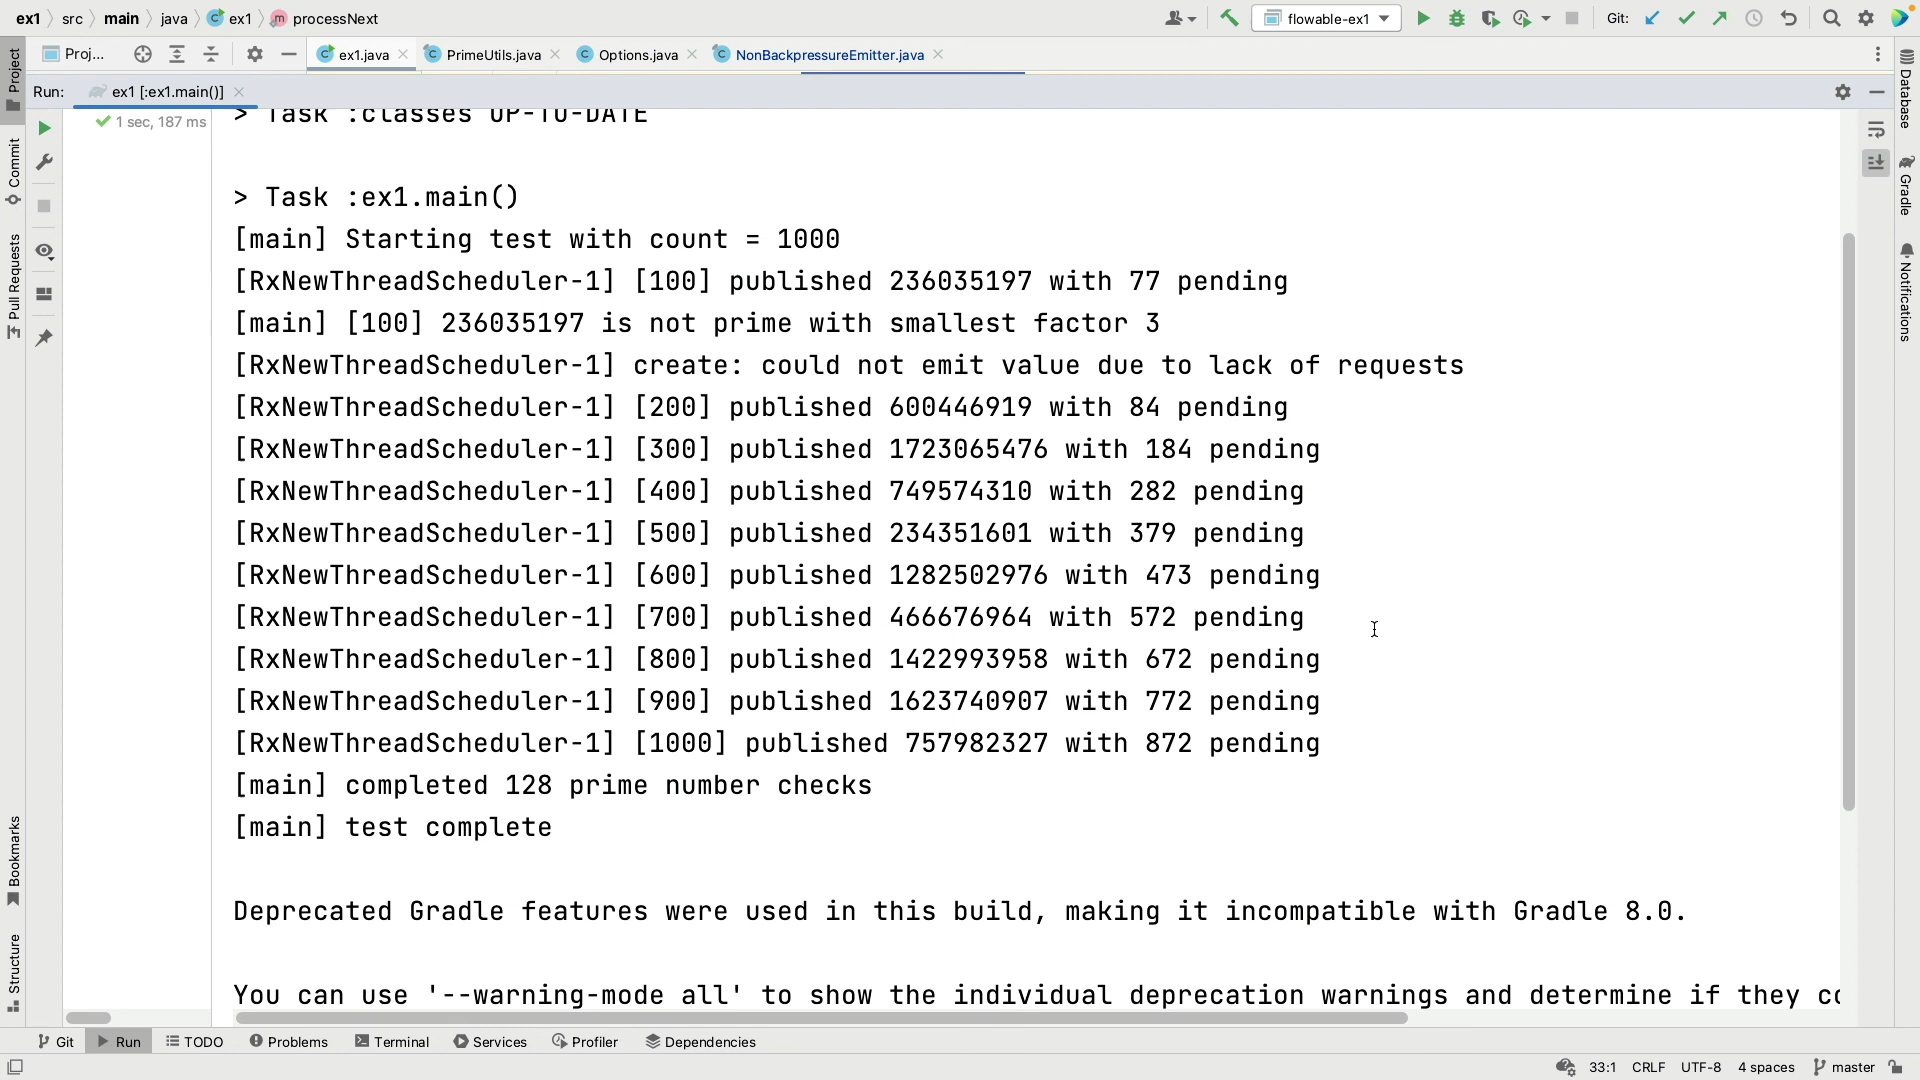 ex1 src main java ex1 processNext flowable-ex1 Git:
Proj... ex1.java PrimeUtils.java Options.java NonBackpressureEmitter.java
Run: ex1 [:ex1.main()]
1 sec, 187 ms
> Task :classes UP-TO-DATE
> Task :ex1.main()
[main] Starting test with count = 1000
[RxNewThreadScheduler-1] [100] published 236035197 with 77 pending
[main] [100] 236035197 is not prime with smallest factor 3
[RxNewThreadScheduler-1] create: could not emit value due to lack of requests
[RxNewThreadScheduler-1] [200] published 600446919 with 84 pending
[RxNewThreadScheduler-1] [300] published 1723065476 with 184 pending
[RxNewThreadScheduler-1] [400] published 749574310 with 282 pending
[RxNewThreadScheduler-1] [500] published 234351601 with 379 pending
[RxNewThreadScheduler-1] [600] published 1282502976 with 473 pending
[RxNewThreadScheduler-1] [700] published 466676964 with 572 pending
[RxNewThreadScheduler-1] [800] published 1422993958 with 672 pending
[RxNewThreadScheduler-1] [900] published 1623740907 with 772 pending
[RxNewThreadScheduler-1] [1000] published 757982327 with 872 pending
[main] completed 128 prime number checks
[main] test complete
Deprecated Gradle features were used in this build, making it incompatible with Gradle 8.0.
You can use '--warning-mode all' to show the individual deprecation warnings and determine if they co
Project
Commit
Pull Requests
Bookmarks
Structure
Database
Gradle
Notifications
Git Run TODO Problems Terminal Services Profiler Dependencies
33:1 CRLF UTF-8 4 spaces master